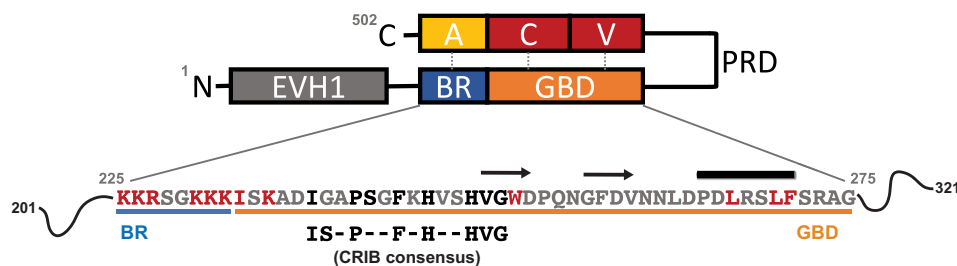 502 C A C V
PRD
1 N EVH1 BR GBD
225 275
201 KKRSGKKKISKADIGAPSGFKHVSHVGWDPQNGFDVNNLDPDLRSLFSRAG 321
BR IS-P--F-H--HVG GBD
(CRIB consensus)